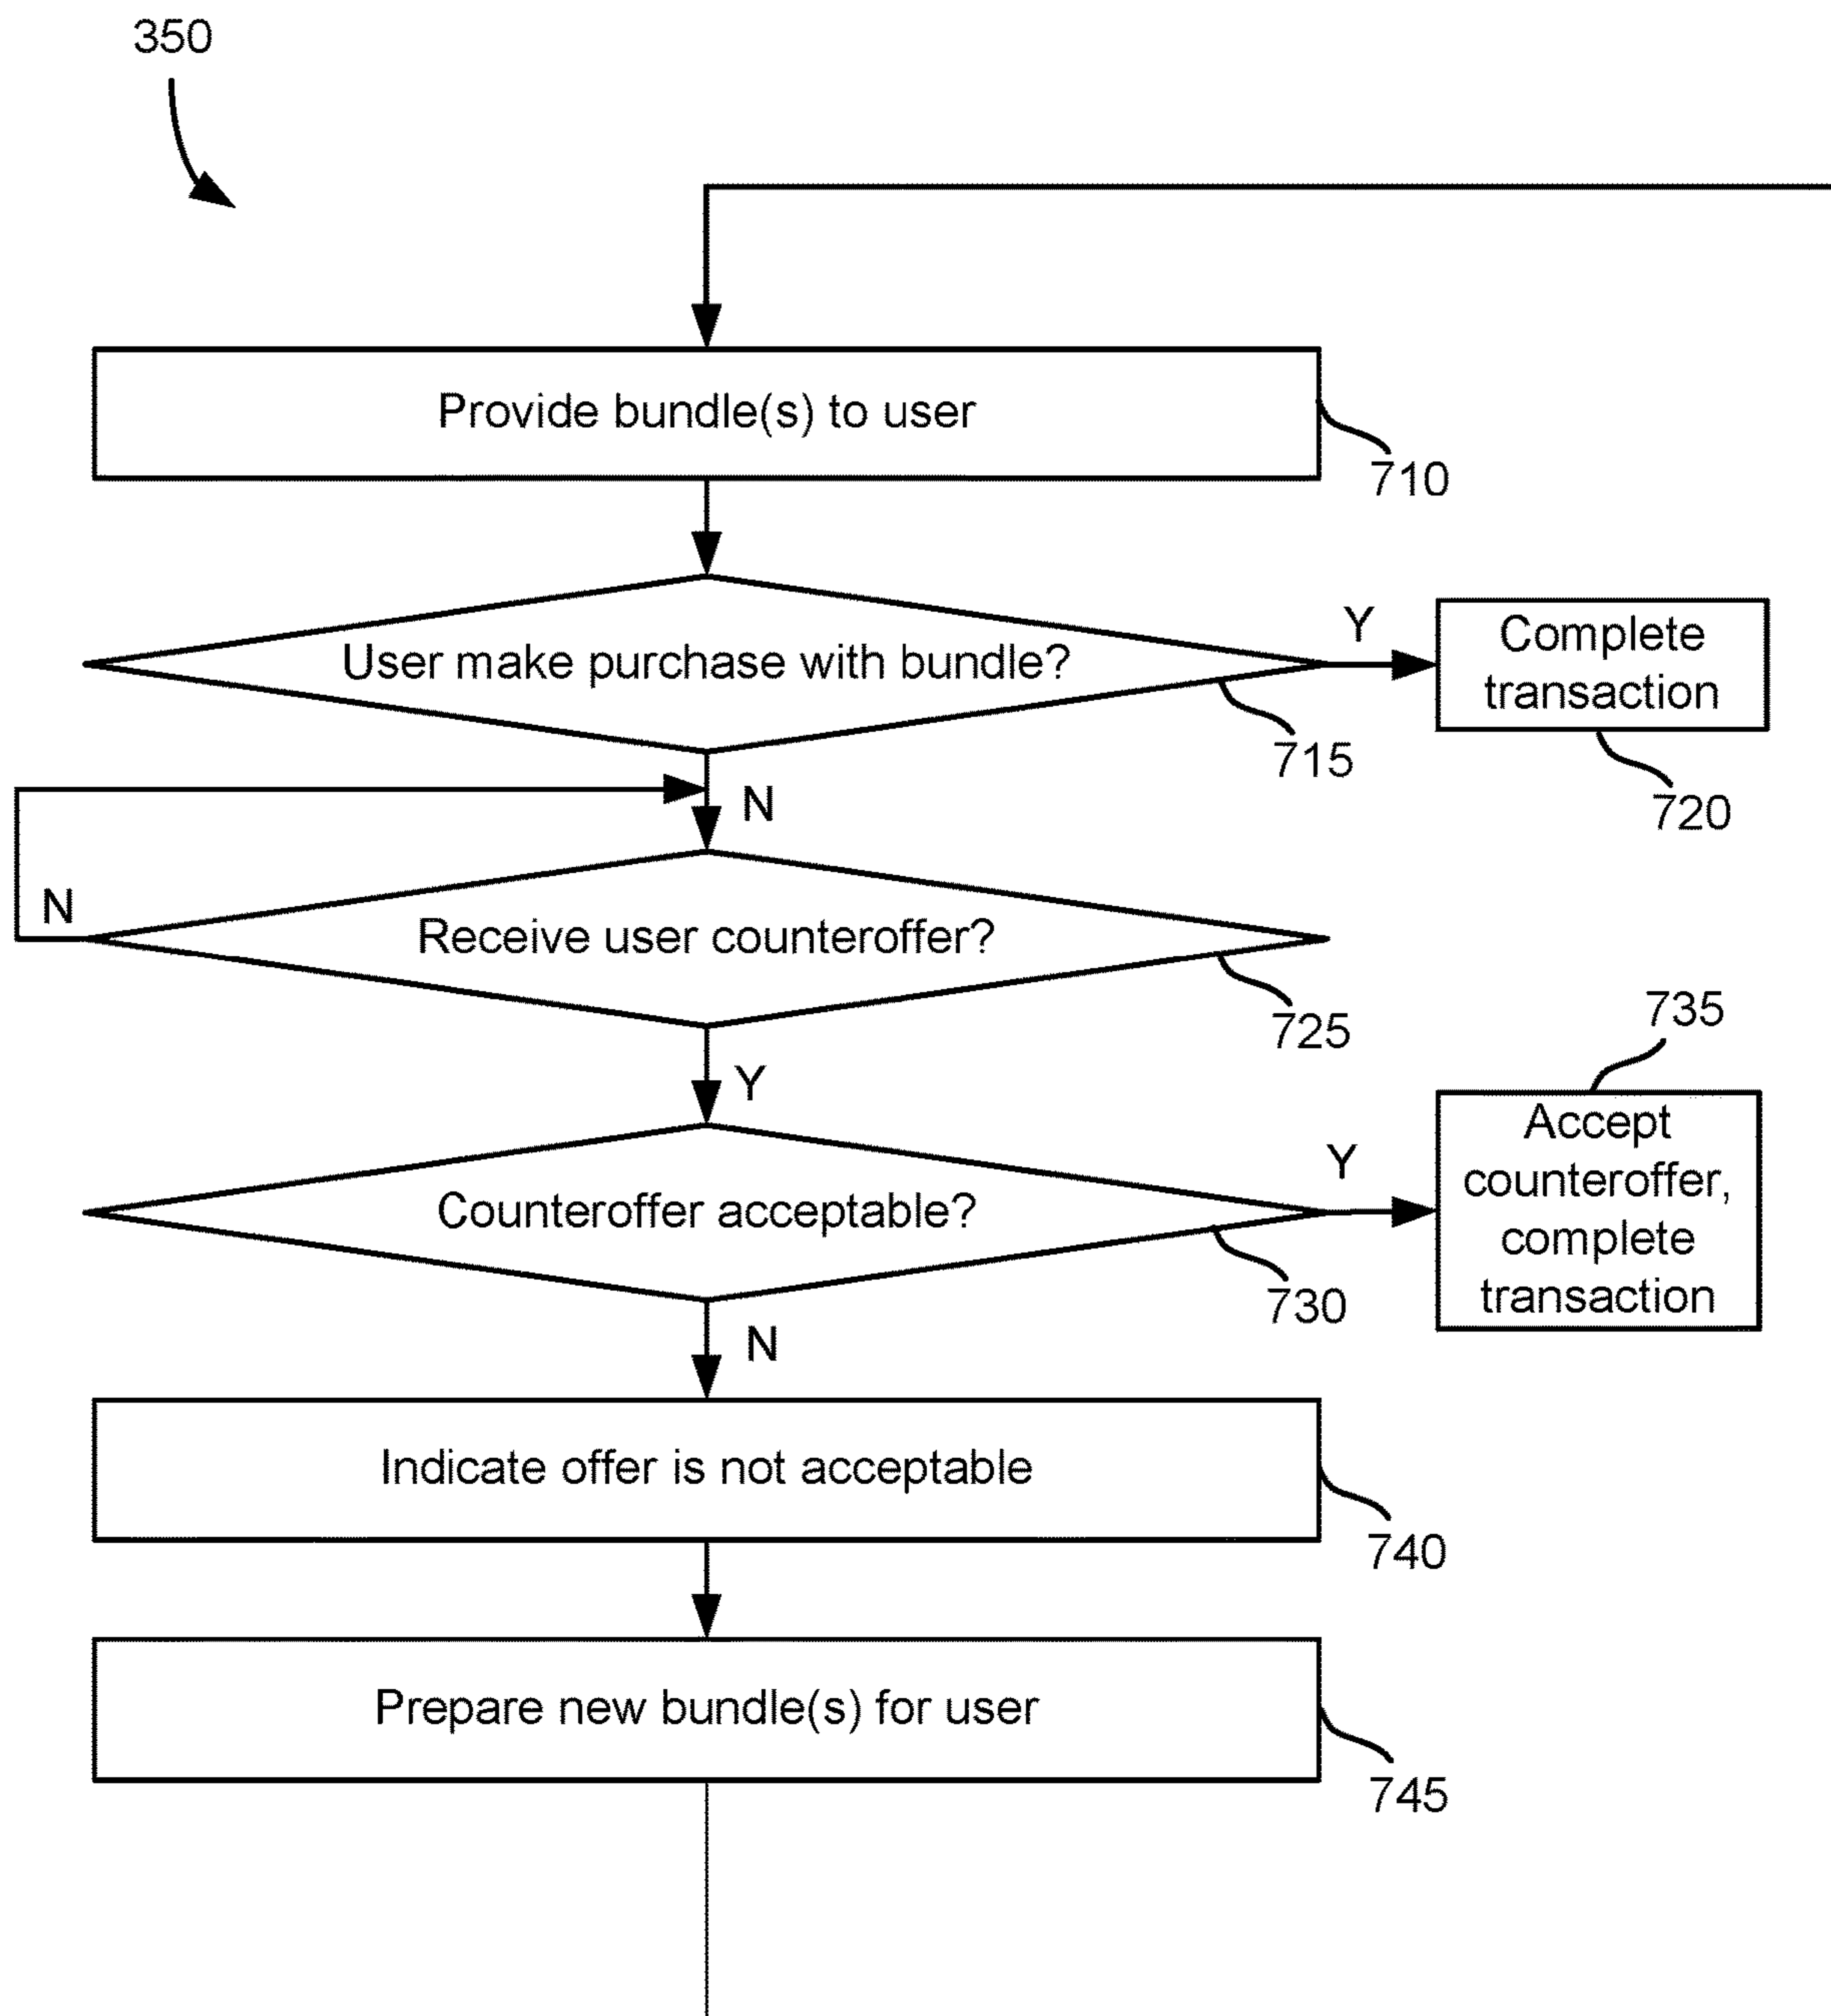 350
Provide bundle(s) to user
710
User make purchase with bundle?
715
Y
Complete
transaction
720
N
N
Receive user counteroffer?
725
Y
Counteroffer acceptable?
730
Y
735
Accept
counteroffer,
complete
transaction
N
Indicate offer is not acceptable
740
Prepare new bundle(s) for user
745